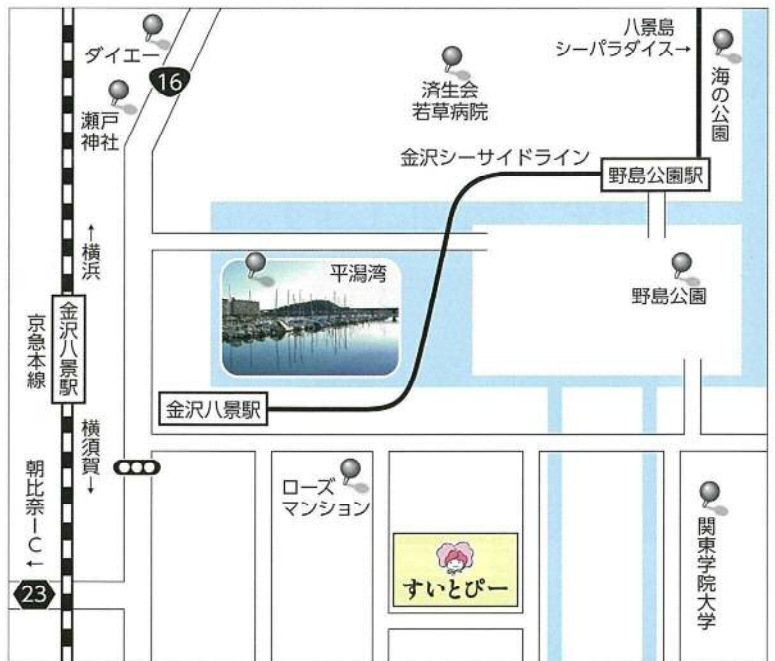 ダイエー
16
瀬戸
神社
済生会
若草病院
八景島
シーパラダイス→
海の公園
金沢シーサイドライン
野島公園駅
←横浜
平潟湾
野島公園
京急本線
金沢八景駅
金沢八景駅
横須賀→
朝比奈IC←
ローズ
マンション
すいとぴー
関東学院大学
23